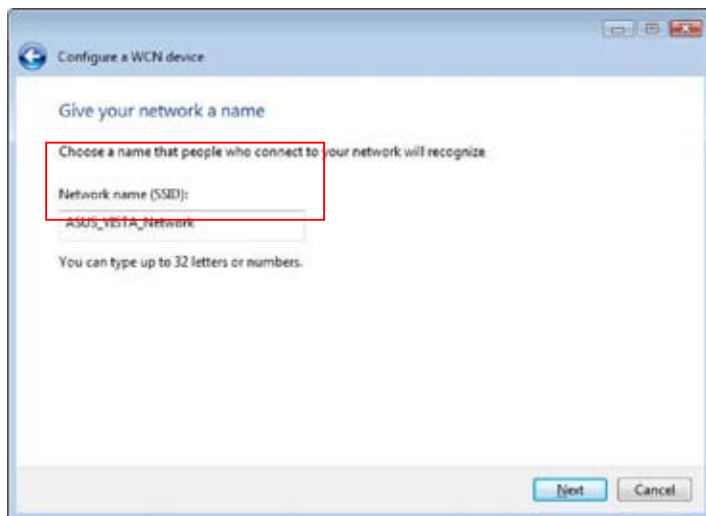 Configure a WCN device
Give your network a name
Choose a name that people who connect to your network will recognize
Network name (SSID):
ASUS_VISTA_Network
You can type up to 32 letters or numbers.
Next Cancel